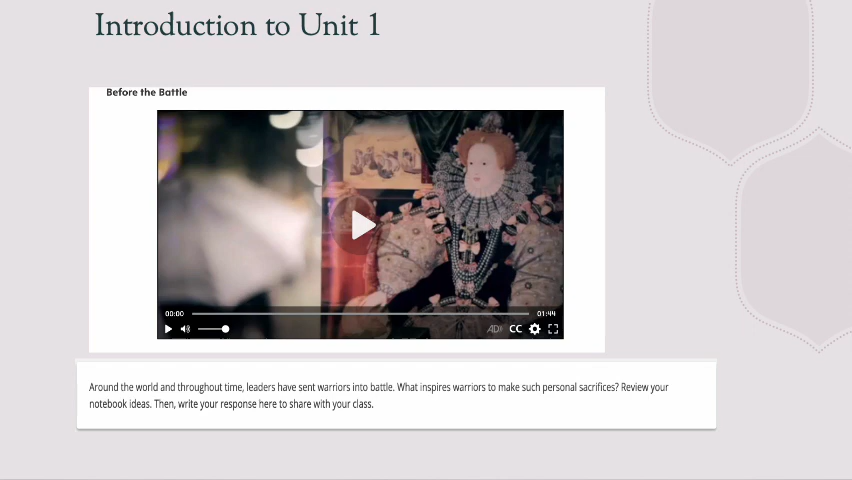 Introduction to Unit 1
Before the Battle
00:00
01:44
AD
CC
Around the world and throughout time, leaders have sent warriors into battle. What inspires warriors to make such personal sacrifices? Review your
notebook ideas. Then, write your response here to share with your class.